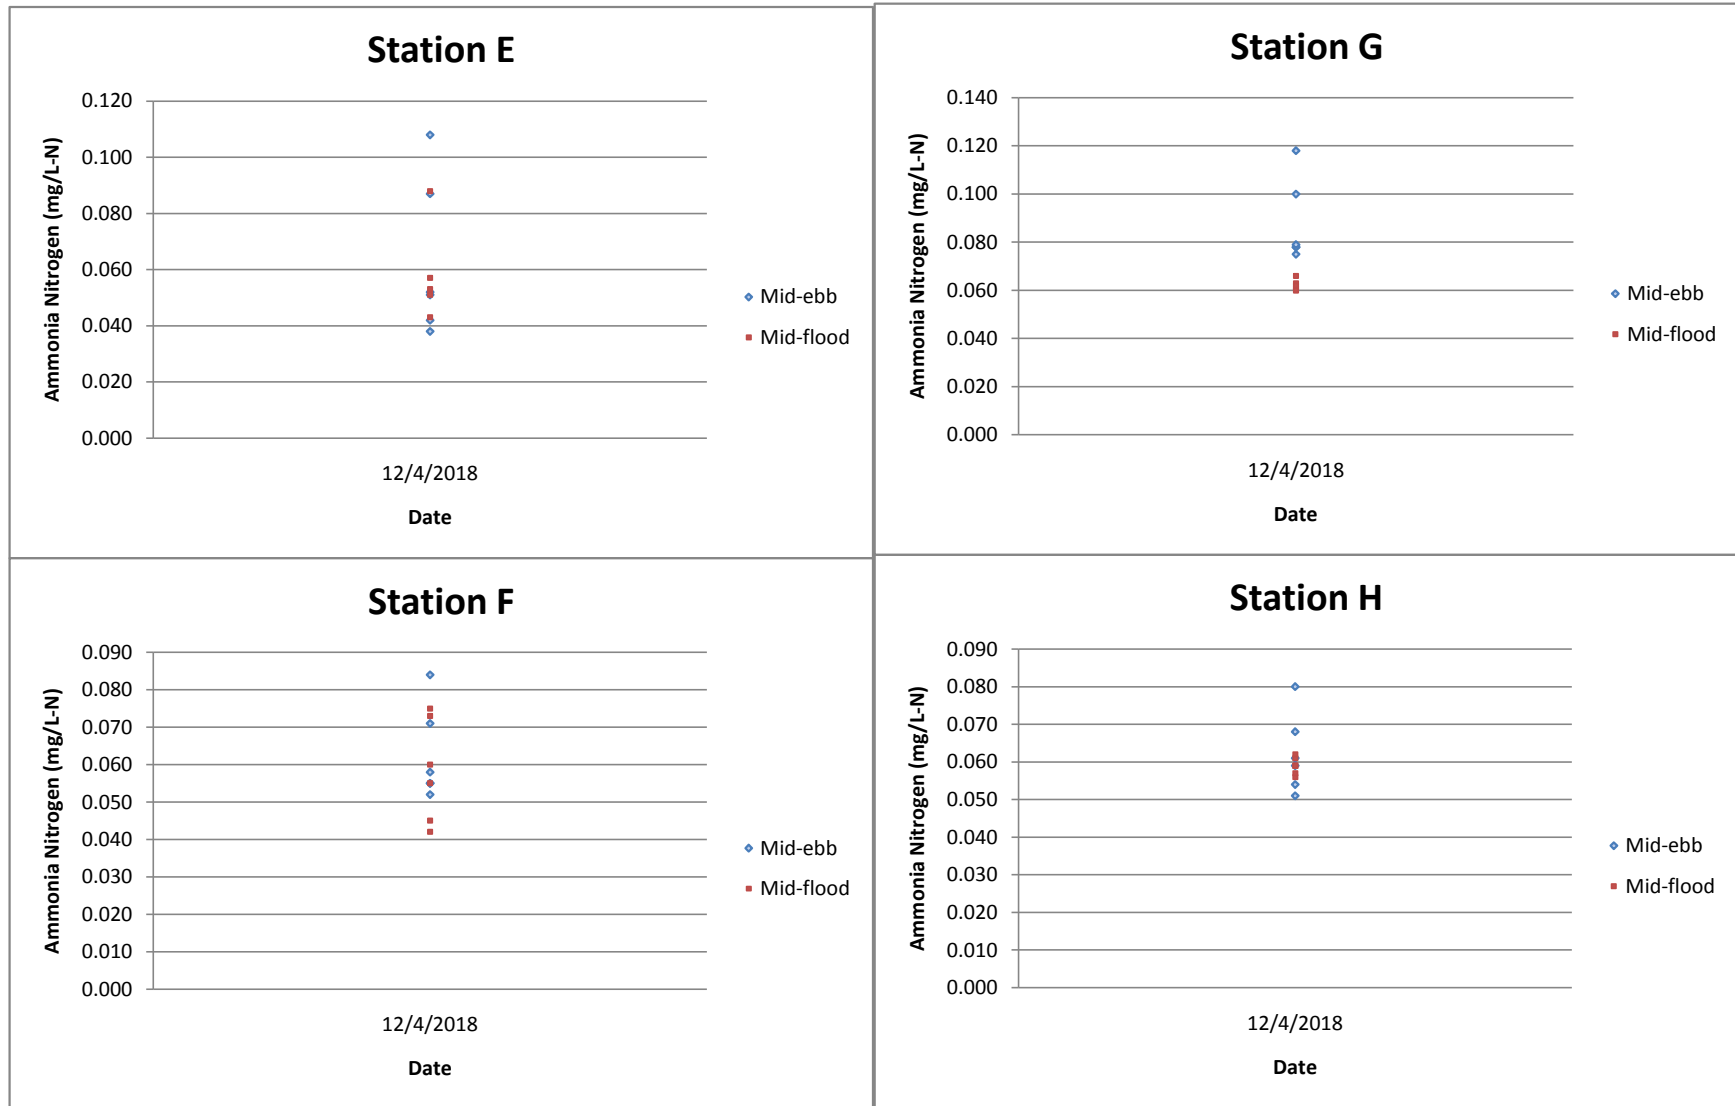 Station E
Ammonia Nitrogen (mg/L-N)
0.120
0.100
0.080
0.060
0.040
0.020
0.000
12/4/2018
Date
Mid-ebb
Mid-flood
Station G
Ammonia Nitrogen (mg/L-N)
0.140
0.120
0.100
0.080
0.060
0.040
0.020
0.000
12/4/2018
Date
Mid-ebb
Mid-flood
Station F
Ammonia Nitrogen (mg/L-N)
0.090
0.080
0.070
0.060
0.050
0.040
0.030
0.020
0.010
0.000
12/4/2018
Date
Mid-ebb
Mid-flood
Station H
Ammonia Nitrogen (mg/L-N)
0.090
0.080
0.070
0.060
0.050
0.040
0.030
0.020
0.010
0.000
12/4/2018
Date
Mid-ebb
Mid-flood